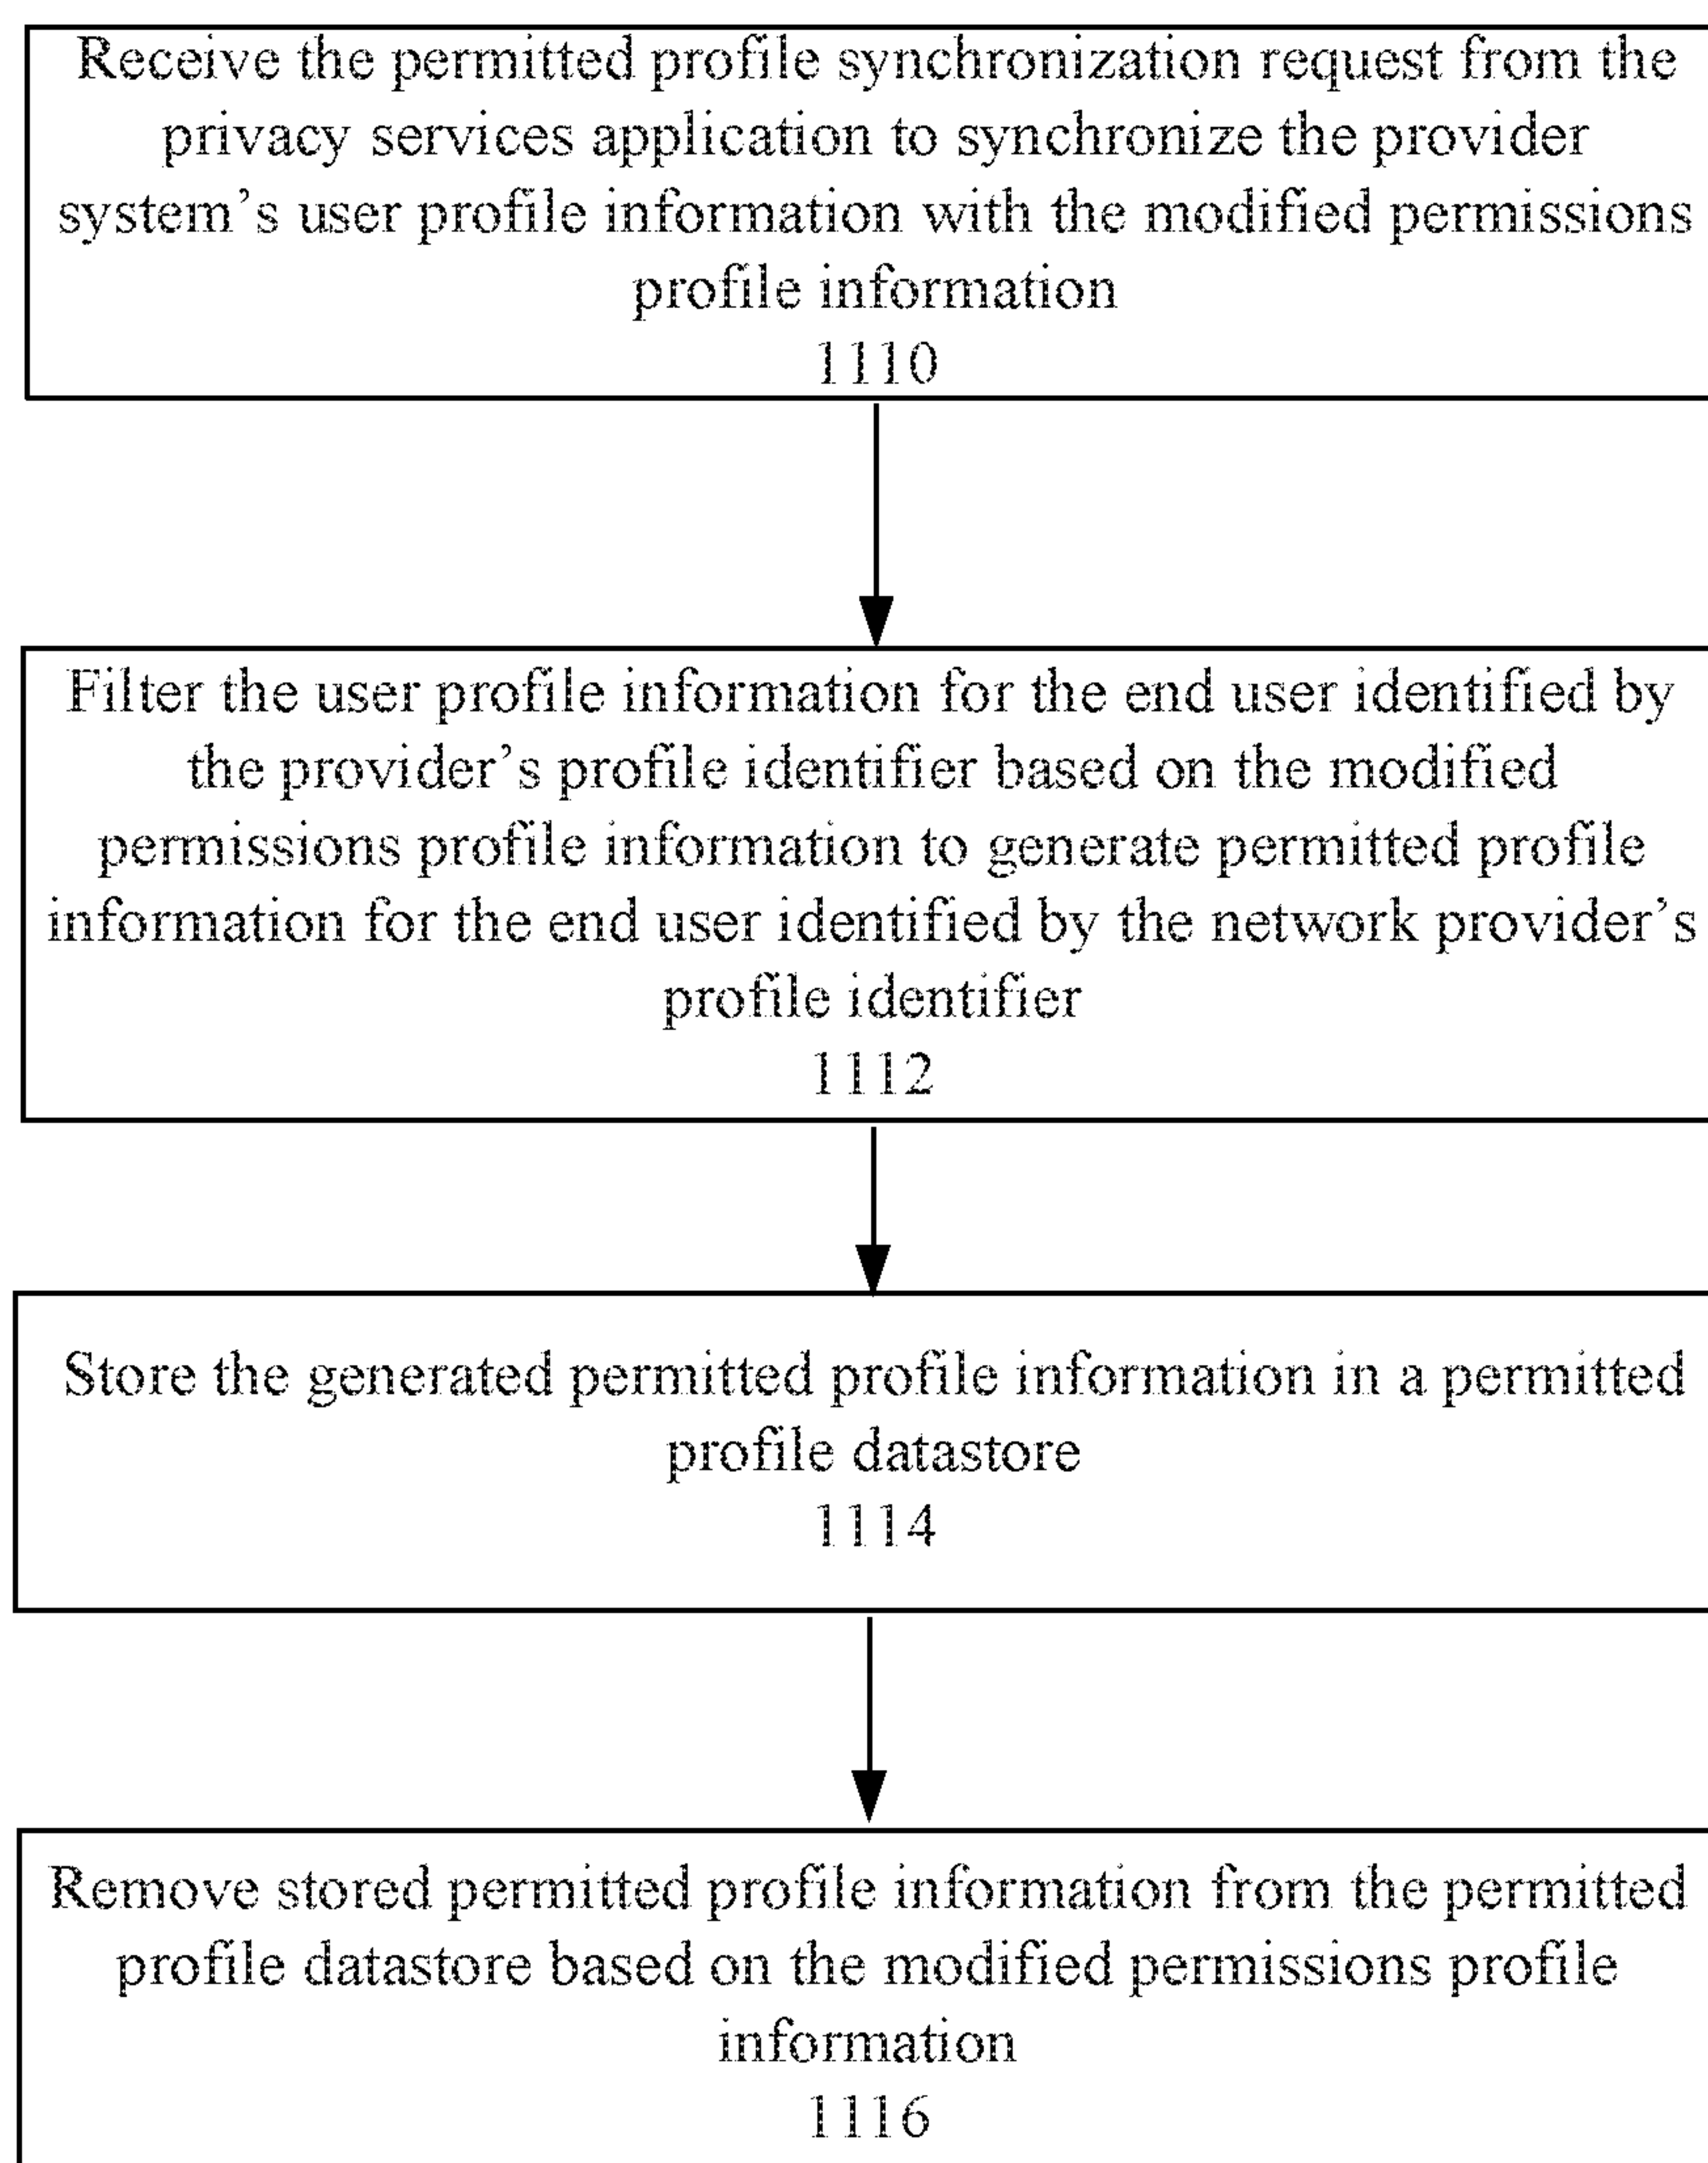 Receive the permitted profile synchronization request from the
privacy services application to synchronize the provider
system’s user profile information with the modified permissions
profile information
1110
Filter the user profile information for the end user identified by
the provider’s profile identifier based on the modified
permissions profile information to generate permitted profile
information for the end user identified by the network provider’s
profile identifier
1112
Store the generated permitted profile information in a permitted
profile datastore
1114
Remove stored permitted profile information from the permitted
profile datastore based on the modified permissions profile
information
1116